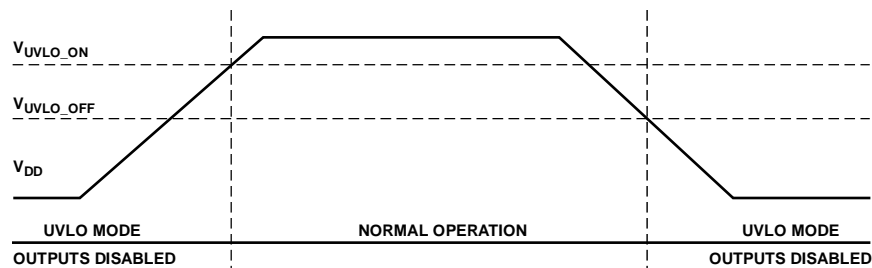 VUVLO_ON
VUVLO_OFF
VDD
UVLO MODE NORMAL OPERATION UVLO MODE
OUTPUTS DISABLED OUTPUTS DISABLED